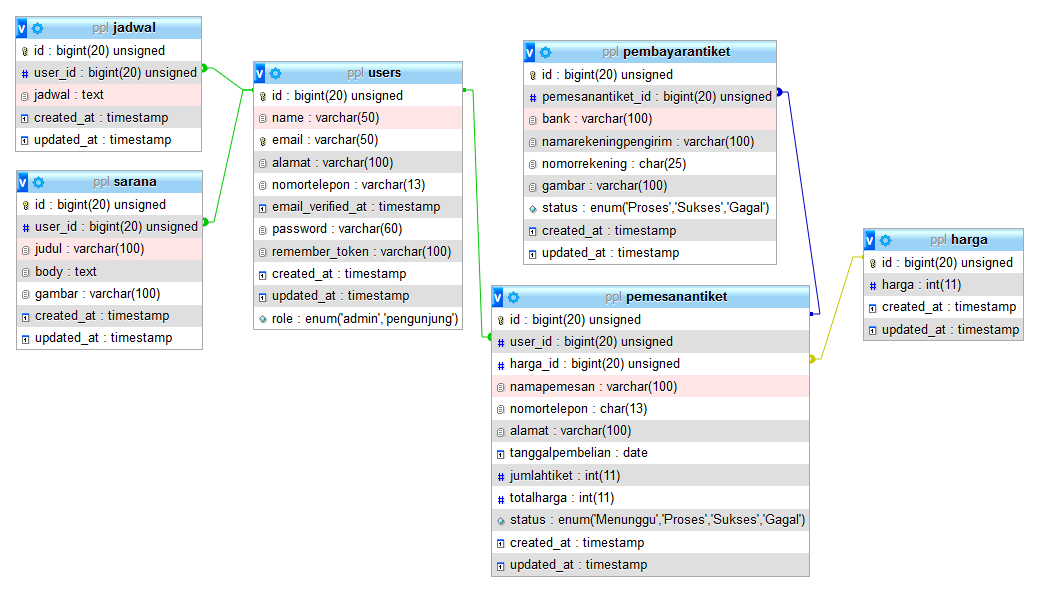 ppl jadwal
id : bigint(20) unsigned
user_id : bigint(20) unsigned
jadwal : text
created_at : timestamp
updated_at : timestamp
ppl sarana
id : bigint(20) unsigned
user_id : bigint(20) unsigned
judul : varchar(100)
body : text
gambar : varchar(100)
created_at : timestamp
updated_at : timestamp
ppl users
id : bigint(20) unsigned
name : varchar(50)
email : varchar(50)
alamat : varchar(100)
nomortelepon : varchar(13)
email_verified_at : timestamp
password : varchar(60)
remember_token : varchar(100)
created_at : timestamp
updated_at : timestamp
role : enum('admin','pengunjung')
ppl pembayarantiket
id : bigint(20) unsigned
pemesanantiket_id : bigint(20) unsigned
bank : varchar(100)
namarekeningpengirim : varchar(100)
nomorrekening : char(25)
gambar : varchar(100)
status : enum('Proses','Sukses','Gagal')
created_at : timestamp
updated_at : timestamp
ppl pemesanantiket
id : bigint(20) unsigned
user_id : bigint(20) unsigned
harga_id : bigint(20) unsigned
namapemesan : varchar(100)
nomortelepon : char(13)
alamat : varchar(100)
tanggalpembelian : date
jumlahtiket : int(11)
totalharga : int(11)
status : enum('Menunggu','Proses','Sukses','Gagal')
created_at : timestamp
updated_at : timestamp
ppl harga
id : bigint(20) unsigned
harga : int(11)
created_at : timestamp
updated_at : timestamp